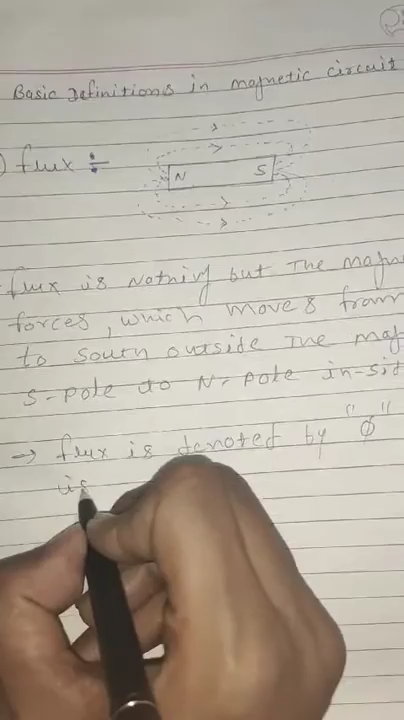 Basic Definitions in magnetic circuit
) flux ÷
N S
flux is Nothing but The magne
forces, which moves from
to South outside The mag
S-pole to N-pole in-sid
→ flux is denoted by "Φ"
is